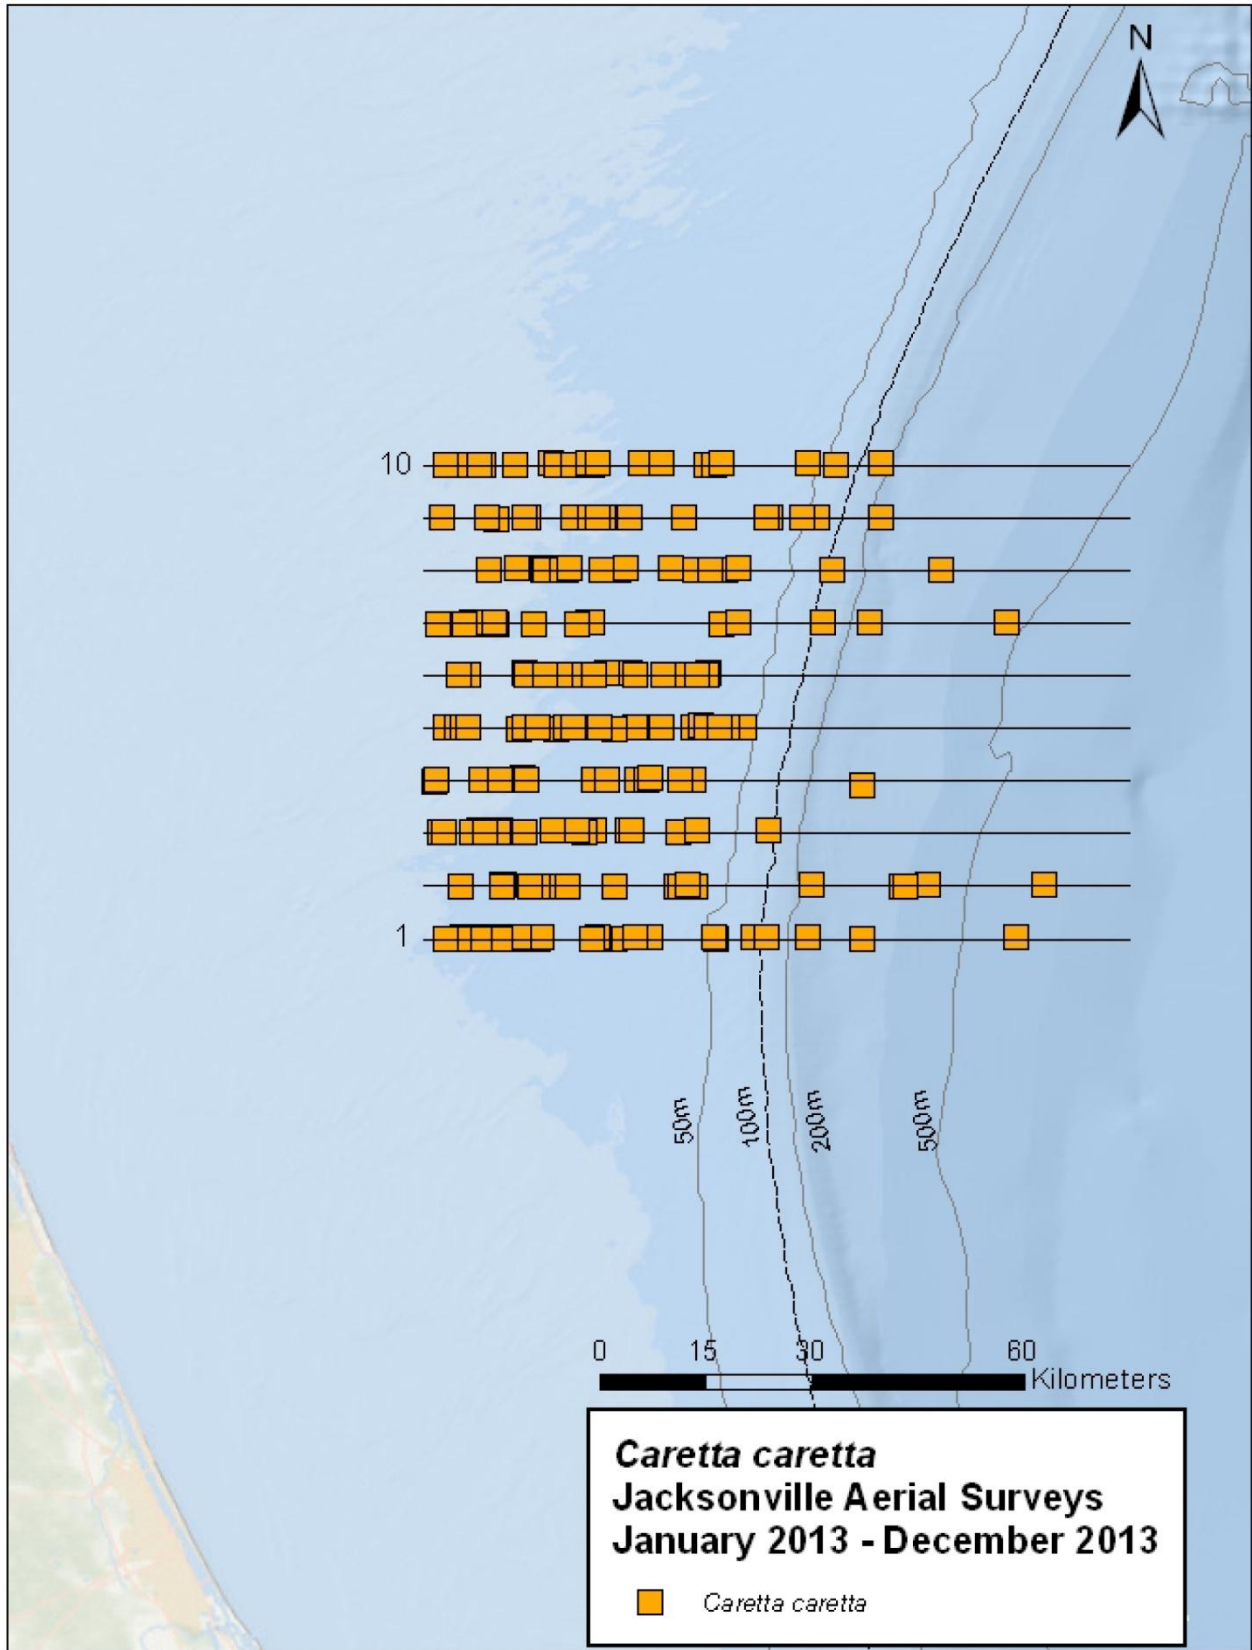 N
10
1
50m
100m
200m
500m
0 15 30 60
Kilometers
Caretta caretta
Jacksonville Aerial Surveys
January 2013 - December 2013
Caretta caretta